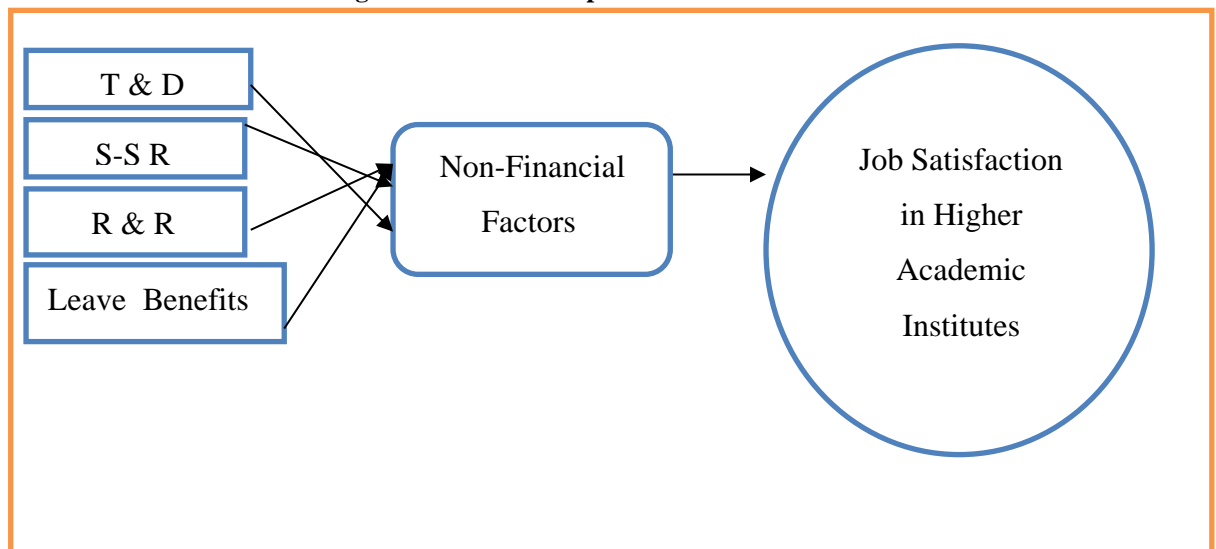 T & D
S-S R
R & R
Leave Benefits
Non-Financial
Factors
Job Satisfaction
in Higher
Academic
Institutes